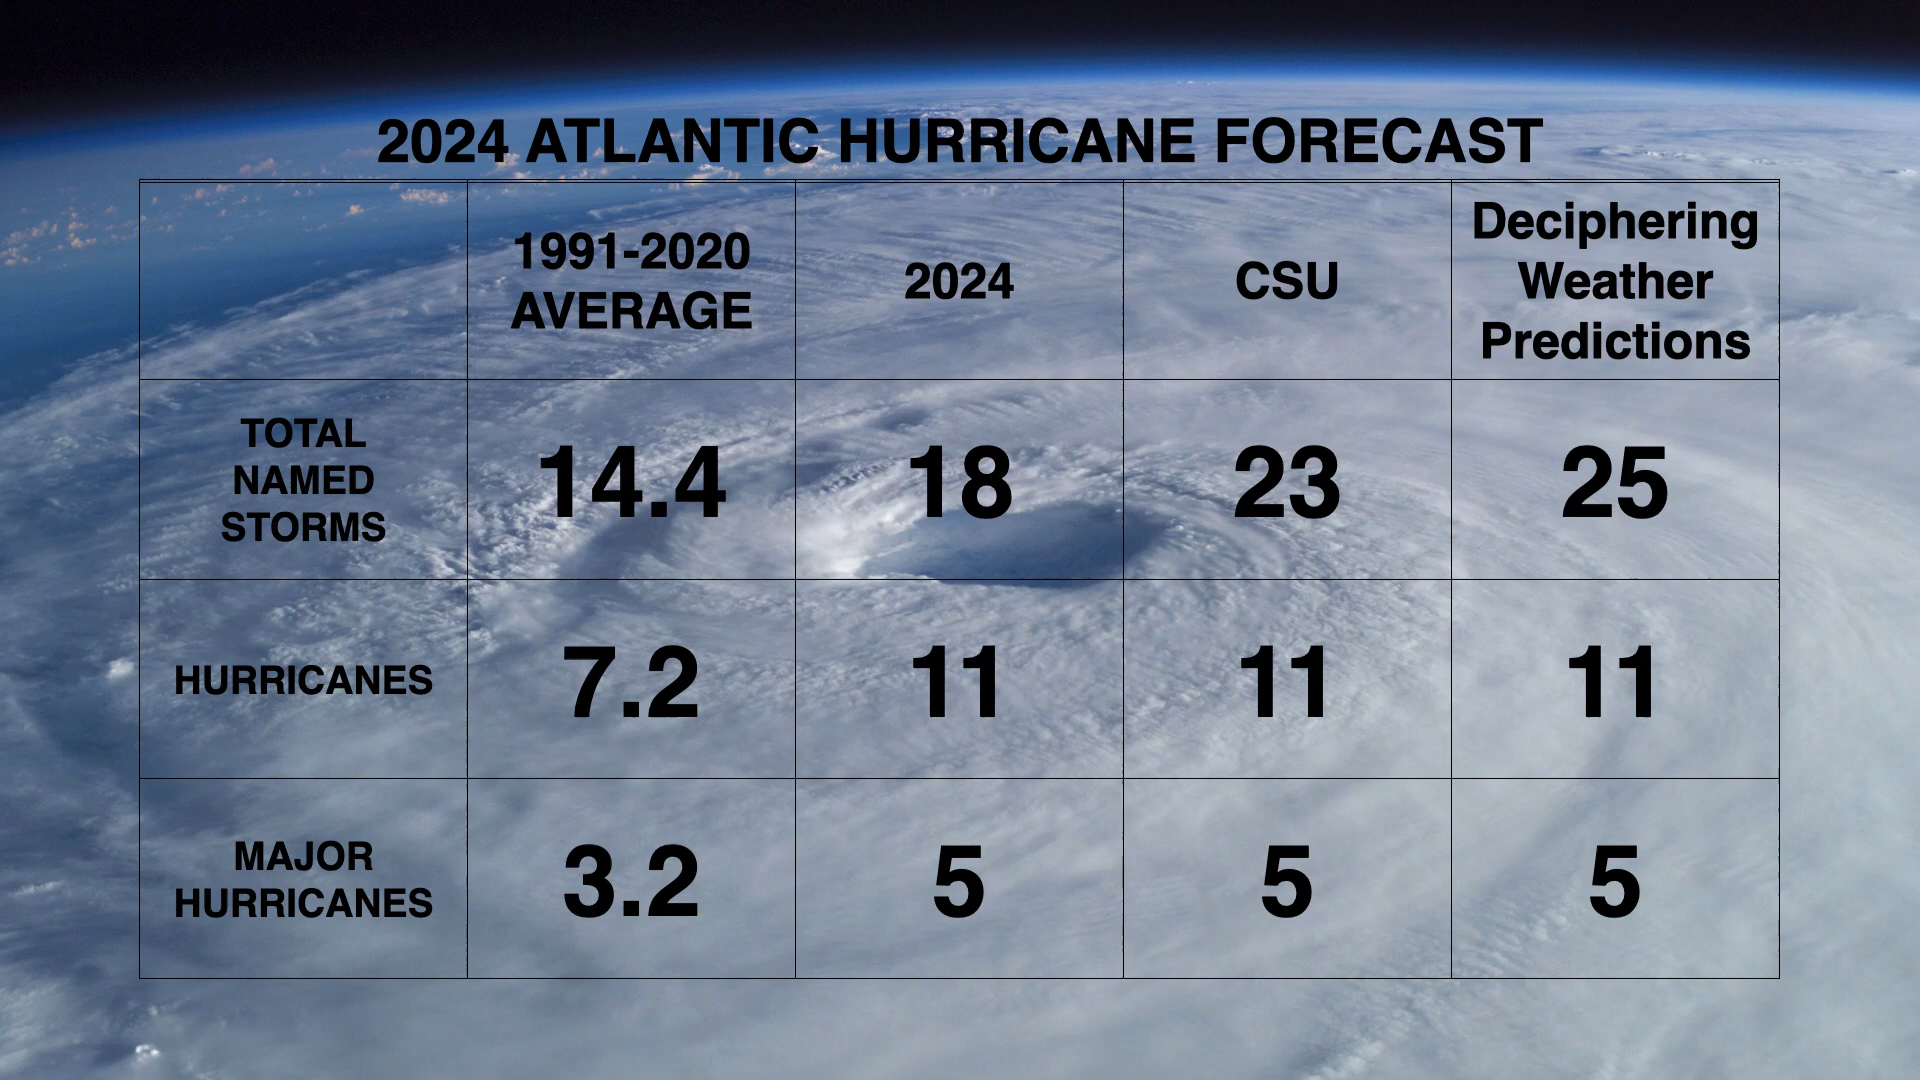 2024 ATLANTIC HURRICANE FORECAST
1991-2020
AVERAGE
2024
CSU
Deciphering
Weather
Predictions
TOTAL
NAMED
STORMS
14.4
18
23
25
HURRICANES
7.2
11
11
11
MAJOR
HURRICANES
3.2
5
5
5